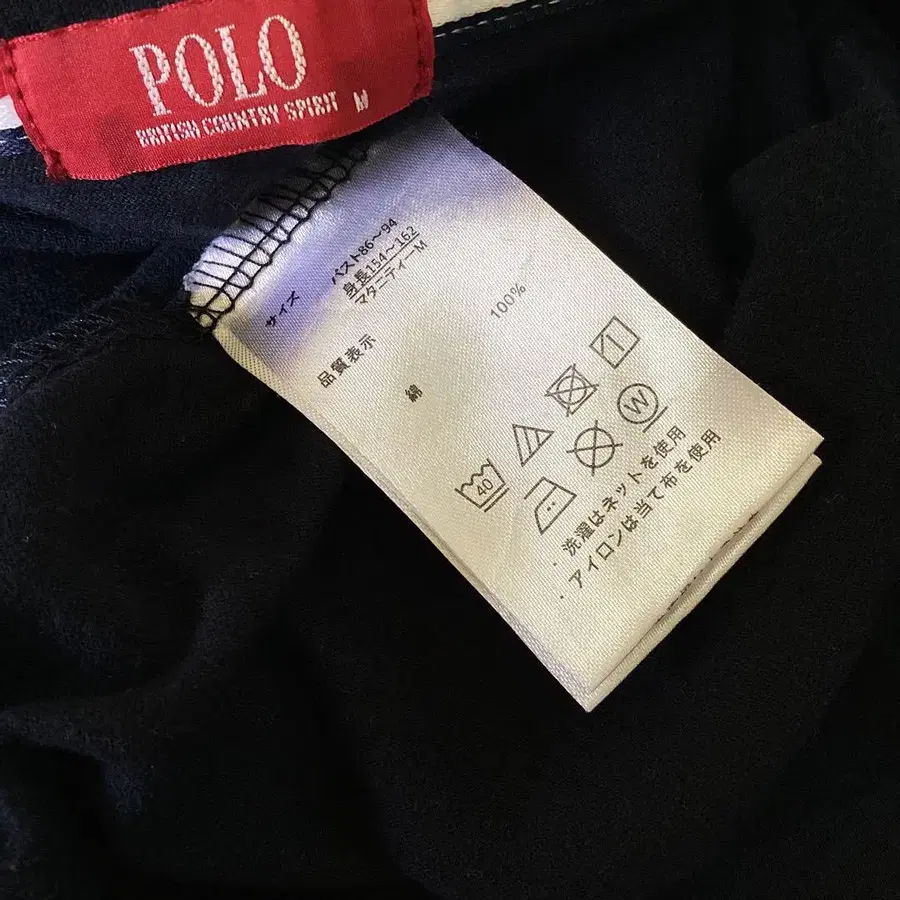 POLO
BRITISH COUNTRY SPIRIT M
サイズ バスト86〜94
身長154〜162
マタニティーM
品質表示
綿 100%
40
W
・洗濯はネットを使用
・アイロンは当て布を使用